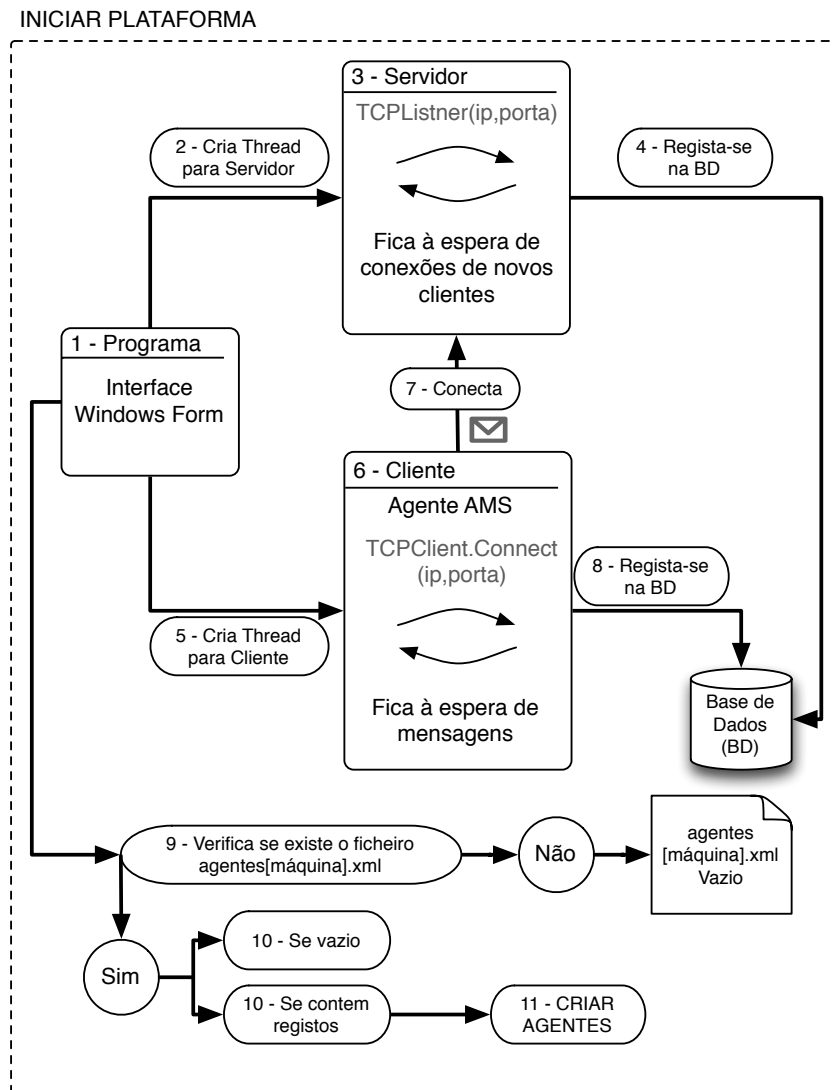 INICIAR PLATAFORMA
3 - Servidor
TCPListner(ip,porta)
2 - Cria Thread
para Servidor
4 - Regista-se
na BD
Fica à espera de
conexões de novos
clientes
1 - Programa
Interface
Windows Form
7 - Conecta
6 - Cliente
Agente AMS
TCPClient.Connect
(ip,porta)
8 - Regista-se
na BD
5 - Cria Thread
para Cliente
Fica à espera de
mensagens
Base de
Dados
(BD)
9 - Verifica se existe o ficheiro
agentes[máquina].xml
Não
agentes
[máquina].xml
Vazio
Sim
10 - Se vazio
10 - Se contem
registos
11 - CRIAR
AGENTES